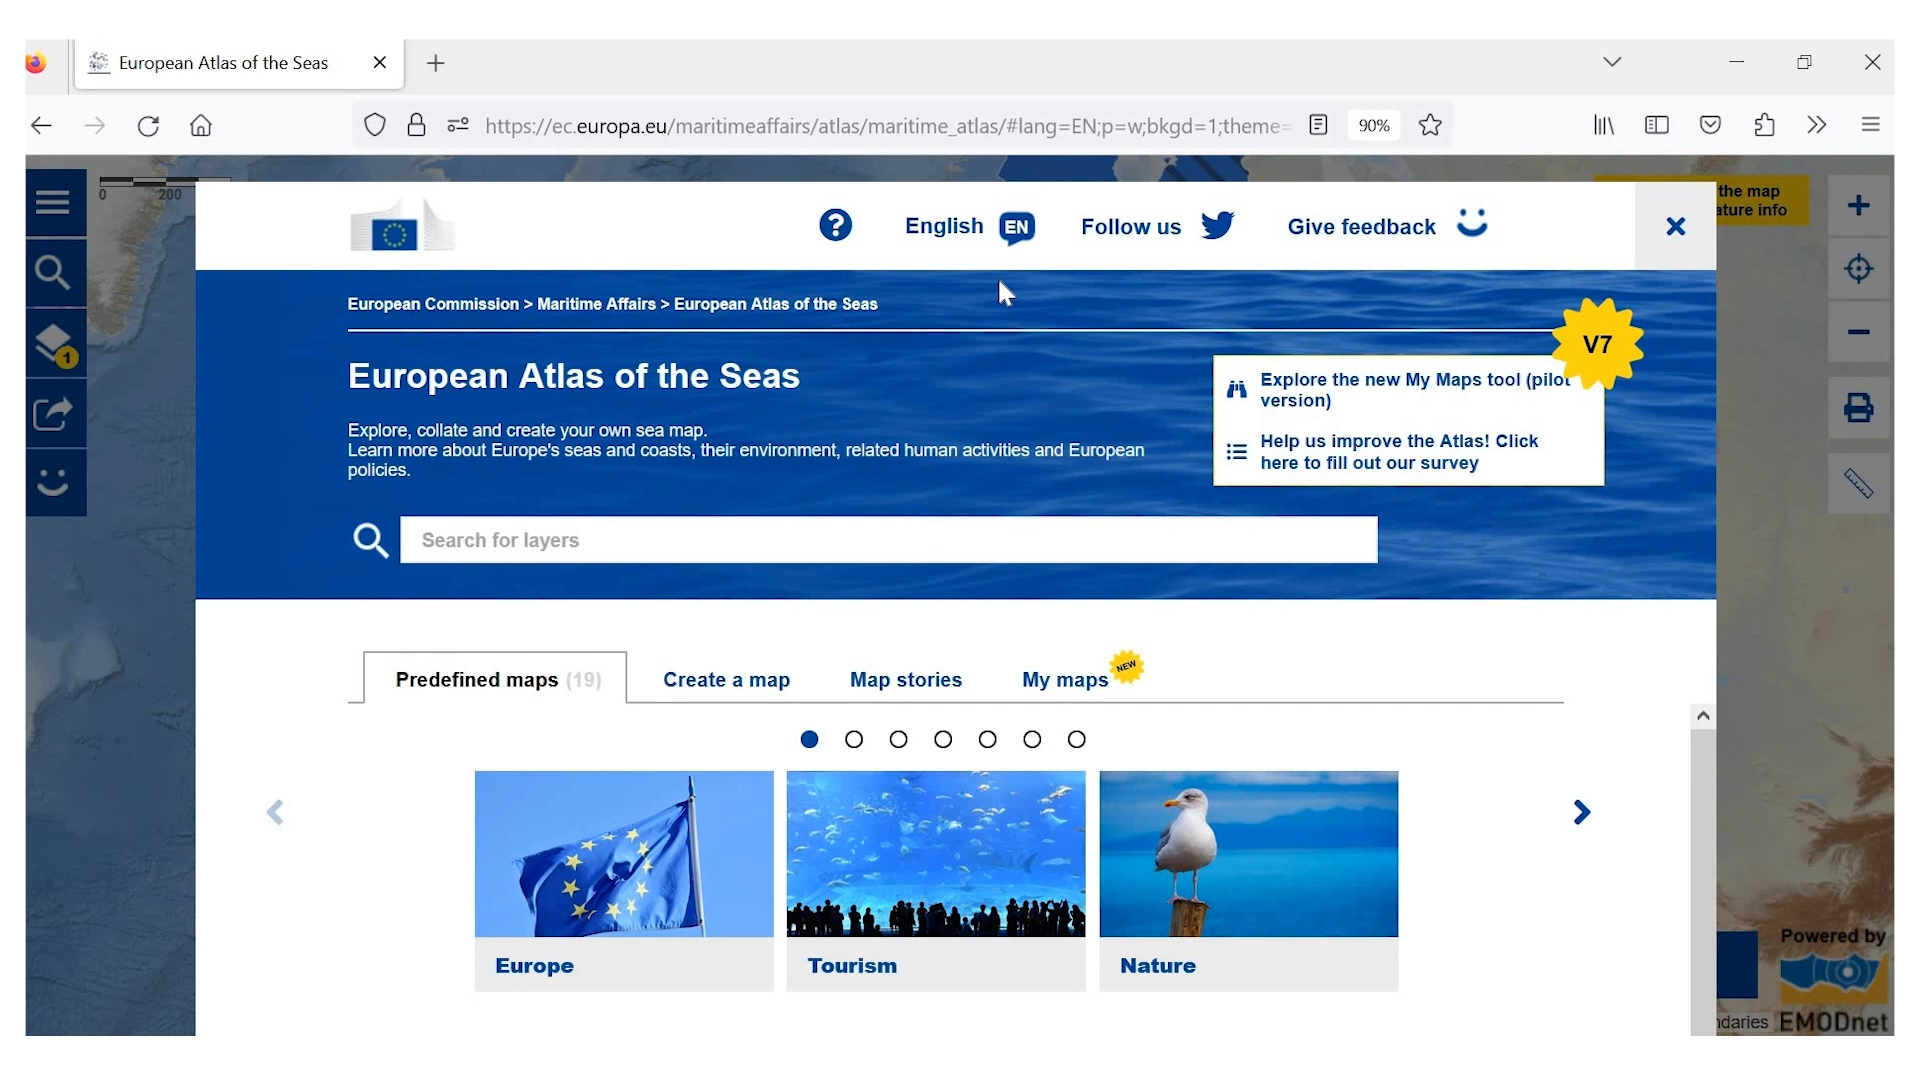 European Atlas of the Seas
https://ec.europa.eu/maritimeaffairs/atlas/maritime_atlas/#lang=EN;p=w;bkgd=1;theme=
90%
0 200
the map
ature info
English EN
Follow us
Give feedback
European Commission > Maritime Affairs > European Atlas of the Seas
V7
European Atlas of the Seas
Explore the new My Maps tool (pilot
version)
Explore, collate and create your own sea map.
Learn more about Europe's seas and coasts, their environment, related human activities and European
policies.
Help us improve the Atlas! Click
here to fill out our survey
1
Search for layers
Predefined maps (19)
Create a map
Map stories
My maps
NEW
Europe
Tourism
Nature
Powered by
ndaries
EMODnet